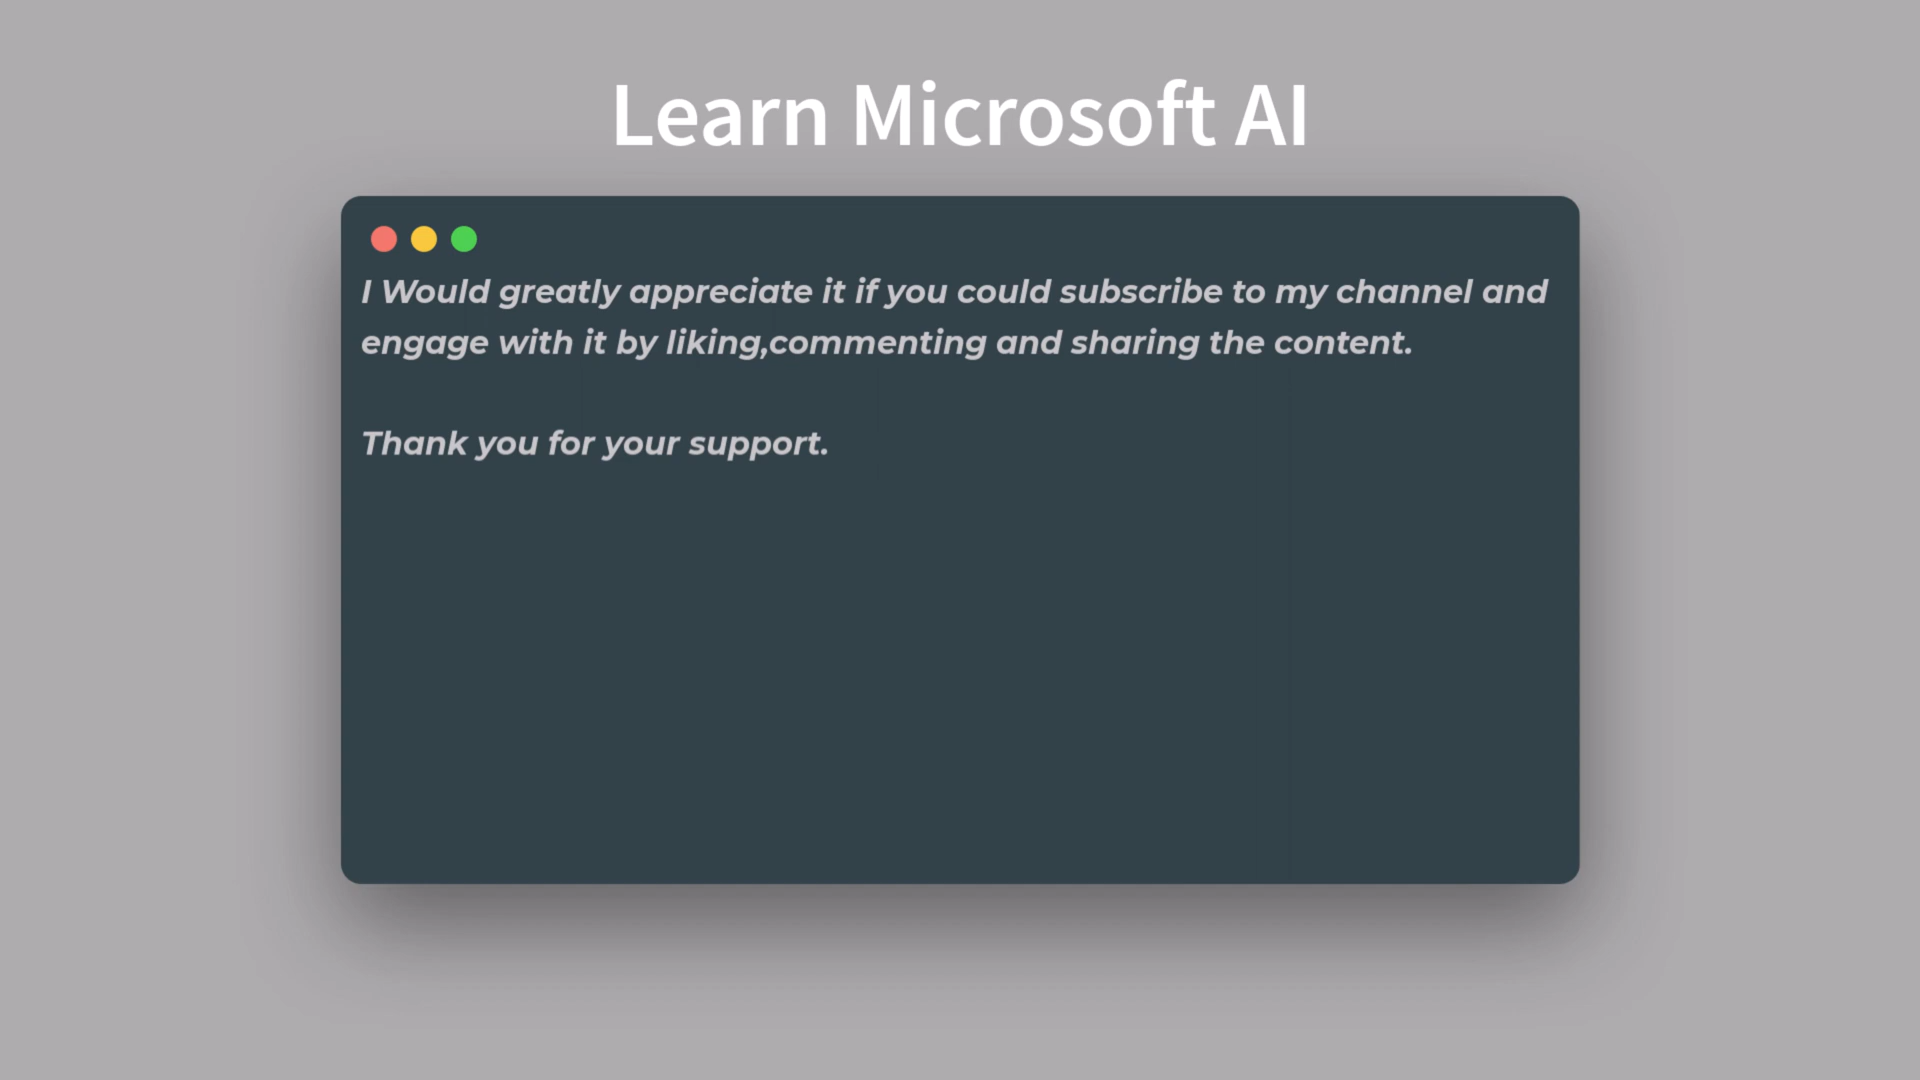 Learn Microsoft AI
I Would greatly appreciate it if you could subscribe to my channel and
engage with it by liking,commenting and sharing the content.
Thank you for your support.